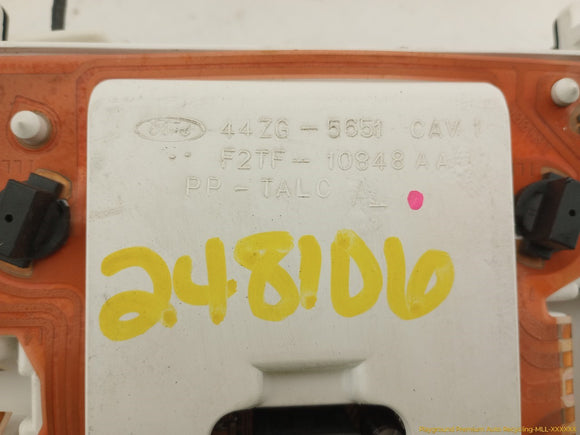 Ford 44ZG-5651 CAV 1
F2TF-10848 AA
PP-TALC
248106